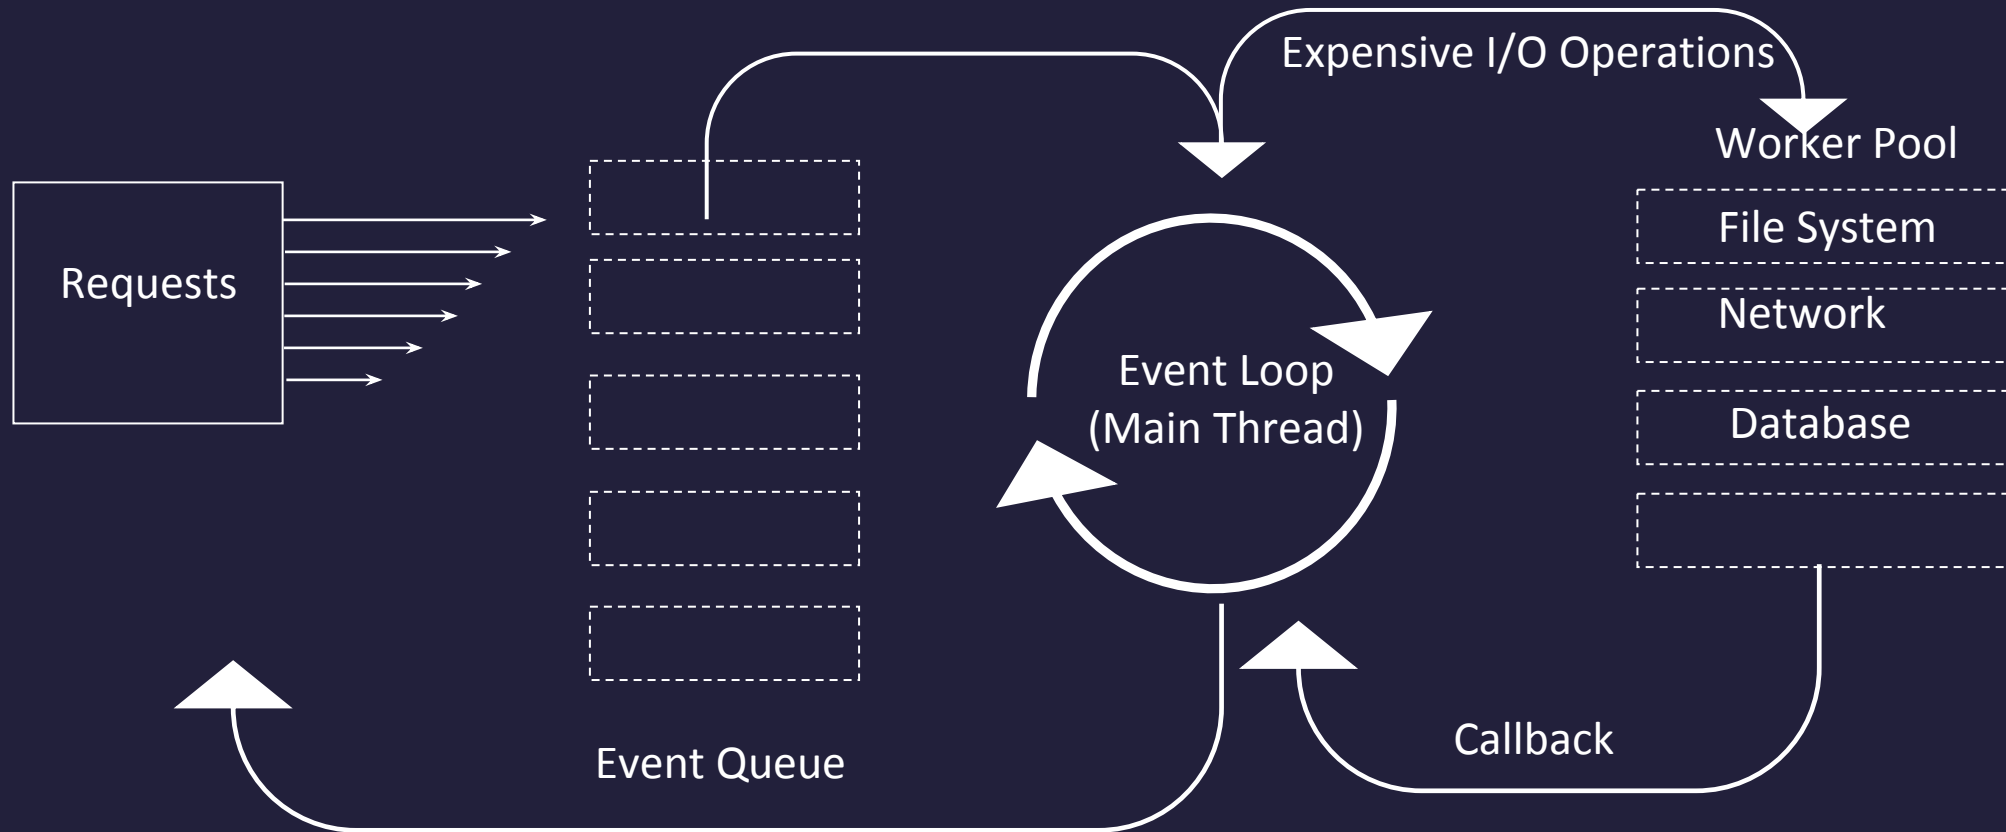 Expensive I/O Operations
Worker Pool
File System
Requests
Network
Event Loop
(Main Thread)
Database
Callback
Event Queue